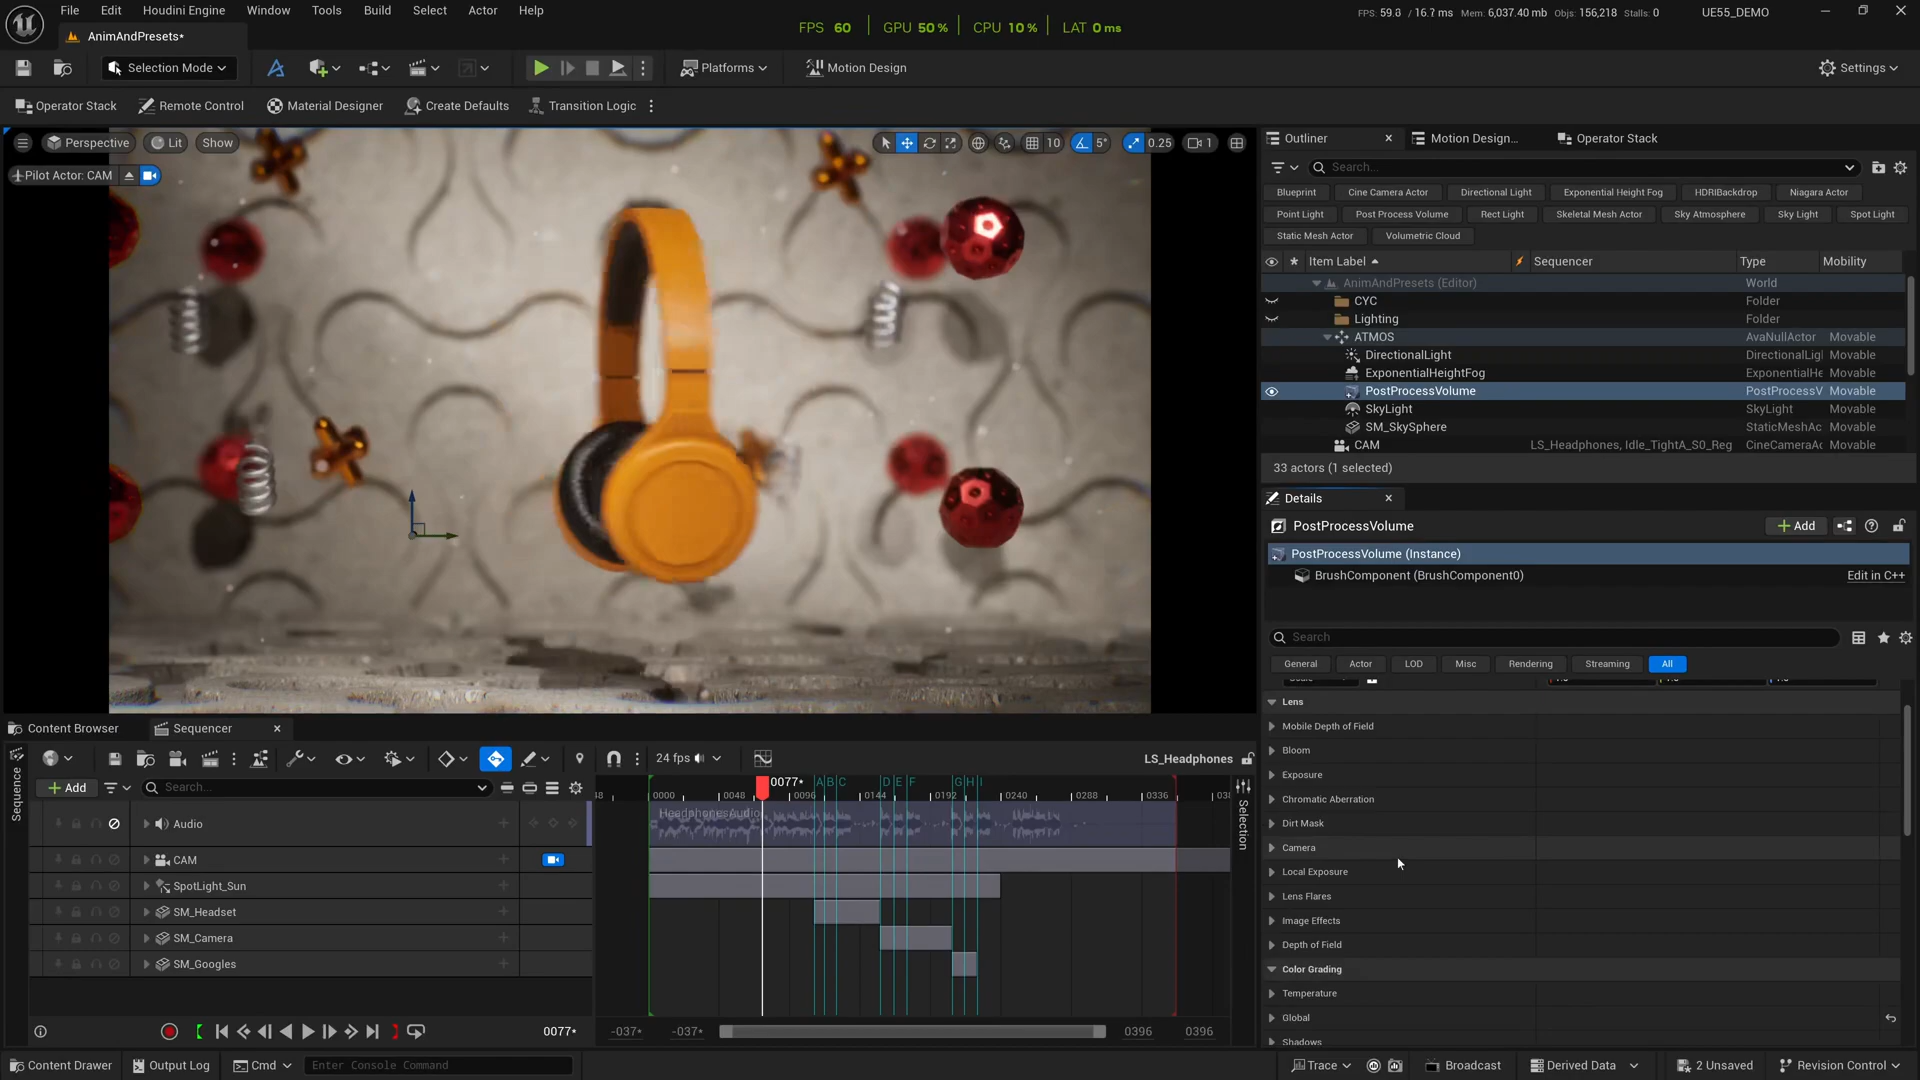 File Edit Houdini Engine Window Tools Build Select Actor Help
FPS 60 GPU 50 % CPU 10 % LAT 0 ms
FPS: 59.8 / 16.7 ms Mem: 6,037.40 mb Objs: 156,218 Stalls: 0 UE55_DEMO
AnimAndPresets*
Selection Mode Platforms Motion Design Settings
Operator Stack Remote Control Material Designer Create Defaults Transition Logic
Perspective Lit Show 10 5° 0.25 1
Pilot Actor: CAM
Outliner Motion Design... Operator Stack
Search...
Blueprint Cine Camera Actor Directional Light Exponential Height Fog HDRIBackdrop Niagara Actor
Point Light Post Process Volume Rect Light Skeletal Mesh Actor Sky Atmosphere Sky Light Spot Light
Static Mesh Actor Volumetric Cloud
Item Label Sequencer Type Mobility
AnimAndPresets (Editor) World
CYC Folder
Lighting Folder
ATMOS AvaNullActor Movable
DirectionalLight DirectionalLig Movable
ExponentialHeightFog ExponentialHe Movable
PostProcessVolume PostProcessV Movable
SkyLight SkyLight Movable
SM_SkySphere StaticMeshAc Movable
CAM LS_Headphones, Idle_TightA_S0_Reg CineCameraAc Movable
33 actors (1 selected)
Details
PostProcessVolume Add
PostProcessVolume (Instance)
BrushComponent (BrushComponent0) Edit in C++
Search
General Actor LOD Misc Rendering Streaming All
Lens
Mobile Depth of Field
Bloom
Exposure
Chromatic Aberration
Dirt Mask
Camera
Local Exposure
Lens Flares
Image Effects
Depth of Field
Color Grading
Temperature
Global
Shadows
Content Browser Sequencer
24 fps LS_Headphones
Sequence
Add Search...
0077* A B C D E F G H I
48 0000 0048 0096 0144 0192 0240 0288 0336 038
Selection
Audio HeadphonesAudio
CAM
SpotLight_Sun
SM_Headset
SM_Camera
SM_Googles
0077* -037* -037* 0396 0396
Content Drawer Output Log Cmd Enter Console Command Trace Broadcast Derived Data 2 Unsaved Revision Control